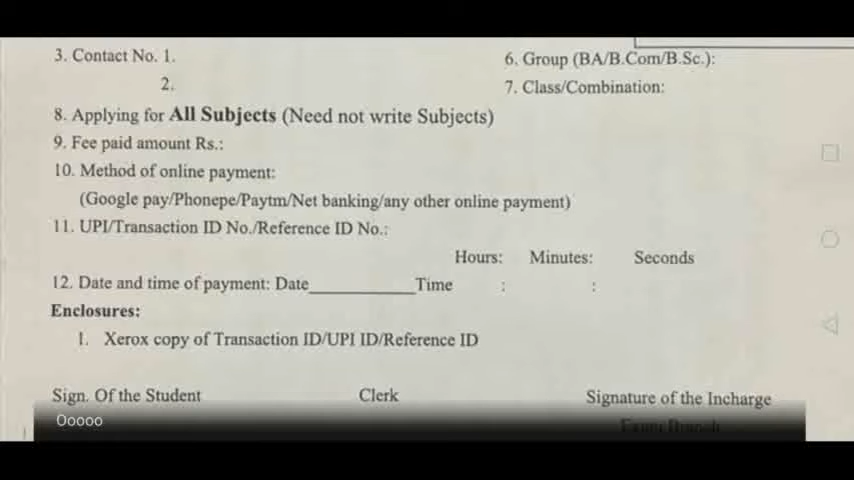 3. Contact No. 1.
6. Group (BA/B.Com/B.Sc.):
2.
7. Class/Combination:
8. Applying for All Subjects (Need not write Subjects)
9. Fee paid amount Rs.:
10. Method of online payment:
(Google pay/Phonepe/Paytm/Net banking/any other online payment)
11. UPI/Transaction ID No./Reference ID No.:
Hours: Minutes: Seconds
12. Date and time of payment: Date__________Time : :
Enclosures:
1. Xerox copy of Transaction ID/UPI ID/Reference ID
Sign. Of the Student Clerk Signature of the Incharge
Exam Branch
Ooooo